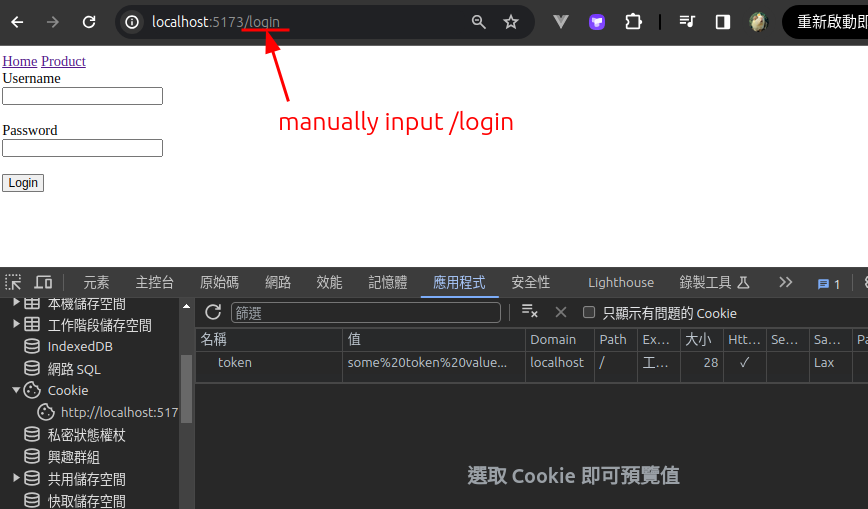 localhost:5173/login
重新啟動即
Home Product
Username
manually input /login
Password
Login
元素 主控台 原始碼 網路 效能 記憶體 應用程式 安全性 Lighthouse 錄製工具 1
本機儲存空間
工作階段儲存空間
IndexedDB
網路 SQL
Cookie
http://localhost:517
私密狀態權杖
興趣群組
共用儲存空間
快取儲存空間
篩選 只顯示有問題的 Cookie
名稱 值 Domain Path Ex... 大小 Htt... Se... Sa... Pa
token some%20token%20value... localhost / 工... 28 ✓ Lax
選取 Cookie 即可預覽值